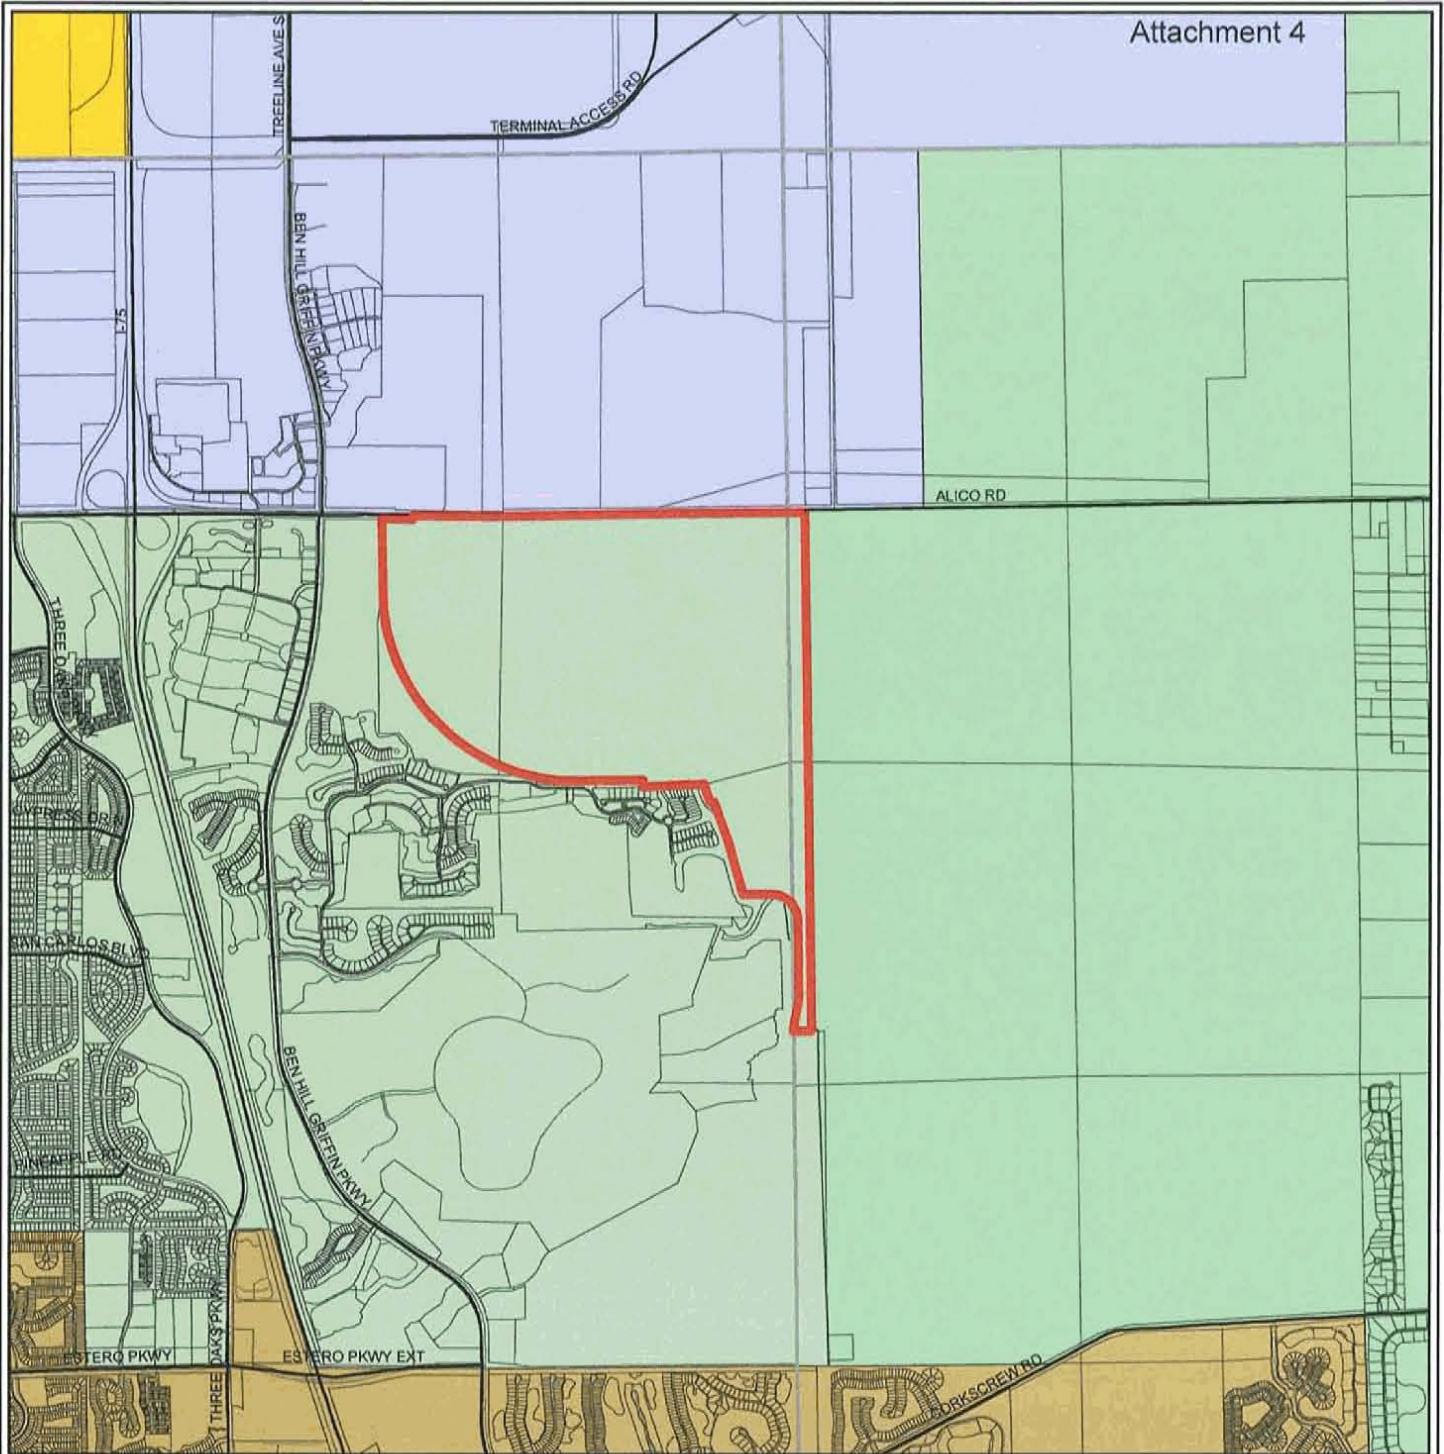 Attachment 4
TREELINE AVE S
TERMINAL ACCESS RD
BEN HILL GRIFFIN PKWY
I-75
ALICO RD
THREE OAKS
CYPRESS DR N
SAN CARLOS BLVD
BEN HILL GRIFFIN PKWY
PINEAPPLE RD
THREE OAKS PKWY
ESTERO PKWY
ESTERO PKWY EXT
CORKSCREW RD